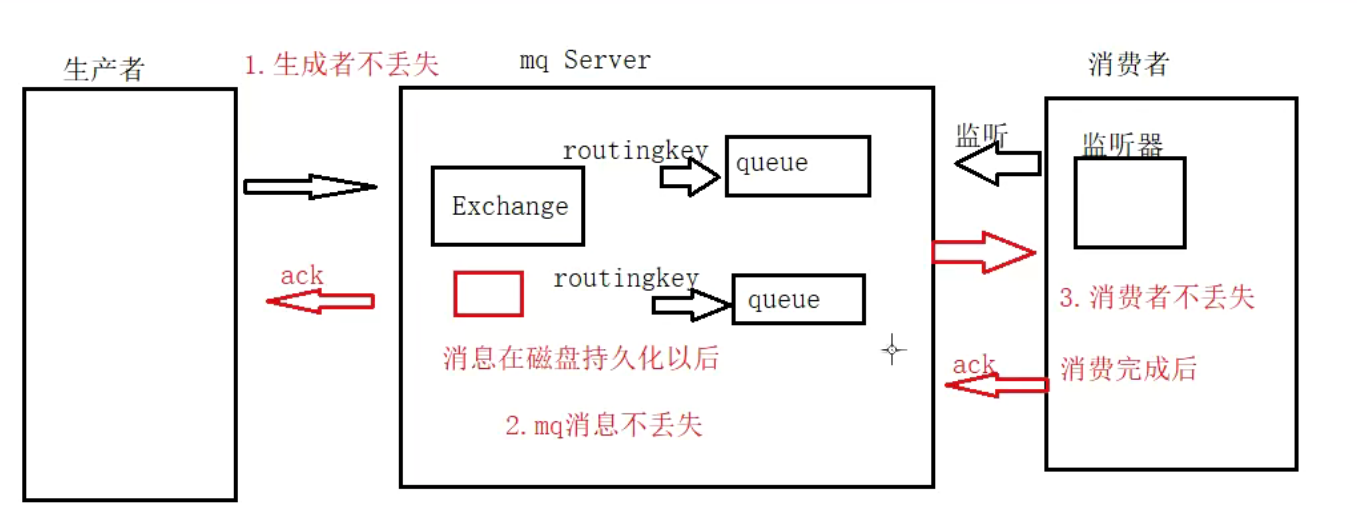 生产者
1.生成者不丢失
mq Server
消费者
routingkey
queue
Exchange
监听
监听器
ack
routingkey
queue
消息在磁盘持久化以后
2.mq消息不丢失
3.消费者不丢失
ack
消费完成后